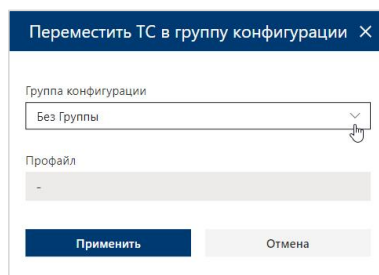 Переместить ТС в группу конфигурации
Группа конфигурации
Без Группы
Профайл
-
Применить Отмена